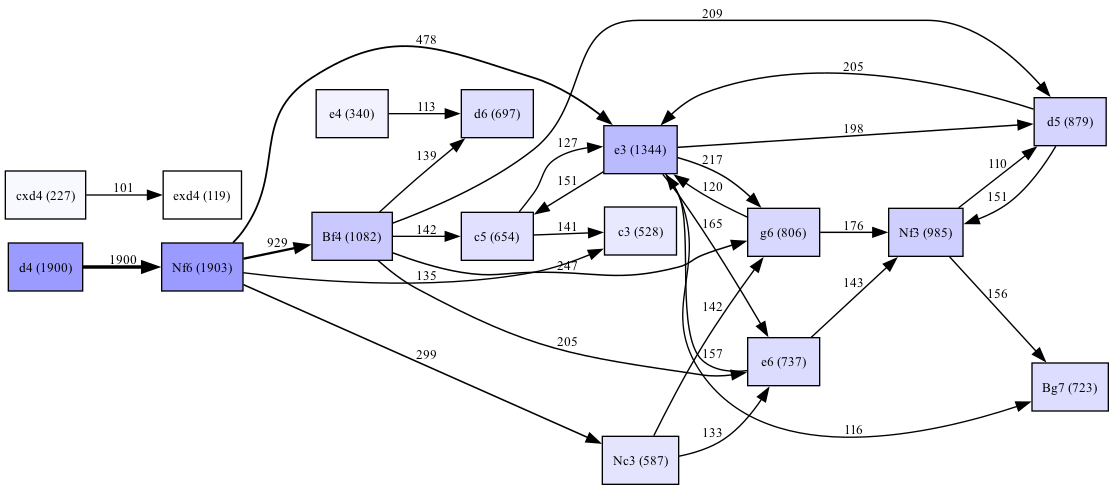 209
478
205
e4 (340)
113
d6 (697)
d5 (879)
127
198
e3 (1344)
217
110
139
151
120
cxd4 (227)
101
exd4 (119)
151
165
Bf4 (1082)
142
c5 (654)
141
c3 (528)
g6 (806)
176
Nf3 (985)
929
d4 (1900)
1900
Nf6 (1903)
135
247
143
156
142
205
299
157
e6 (737)
Bg7 (723)
133
116
Nc3 (587)